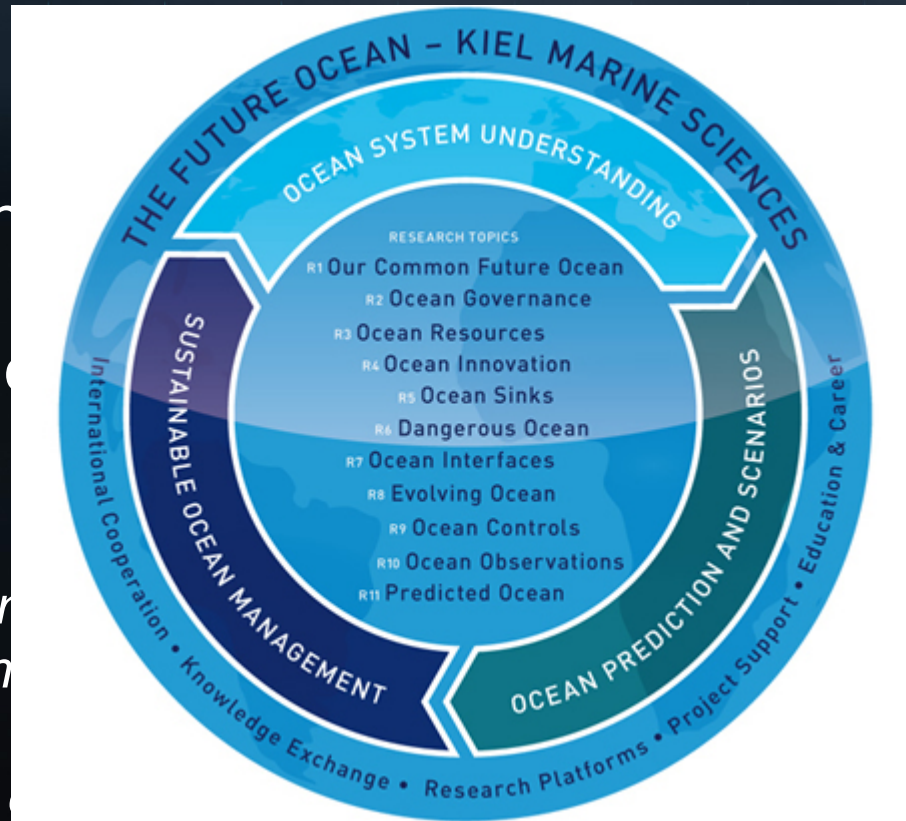 THE FUTURE OCEAN – KIEL MARINE SCIENCES
OCEAN SYSTEM UNDERSTANDING
RESEARCH TOPICS
R1 Our Common Future Ocean
R2 Ocean Governance
R3 Ocean Resources
R4 Ocean Innovation
R5 Ocean Sinks
R6 Dangerous Ocean
R7 Ocean Interfaces
R8 Evolving Ocean
R9 Ocean Controls
R10 Ocean Observations
R11 Predicted Ocean
OCEAN PREDICTION AND SCENARIOS
SUSTAINABLE OCEAN MANAGEMENT
International Cooperation • Knowledge Exchange • Research Platforms • Project Support • Education & Career